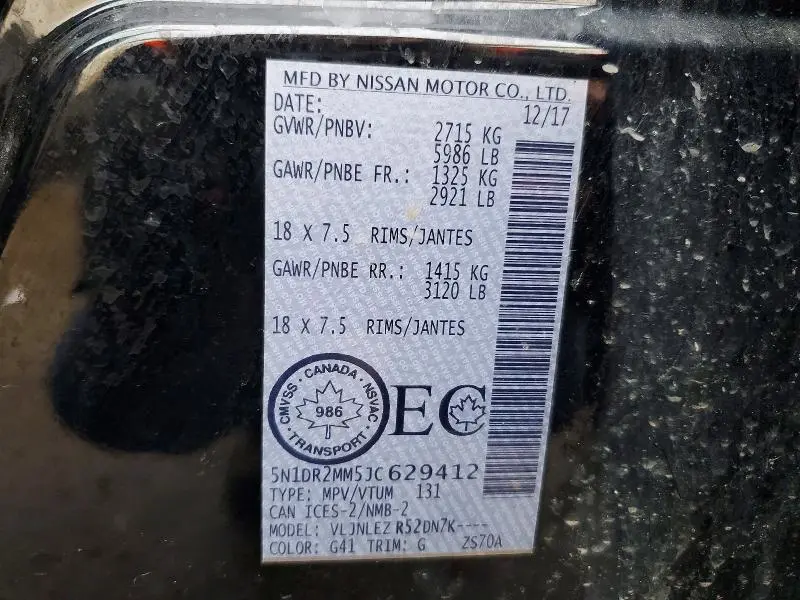 MFD BY NISSAN MOTOR CO., LTD.
DATE: 12/17
GVWR/PNBV: 2715 KG
5986 LB
GAWR/PNBE FR.: 1325 KG
2921 LB
18 X 7.5 RIMS/JANTES
GAWR/PNBE RR.: 1415 KG
3120 LB
18 X 7.5 RIMS/JANTES
CMVSS · CANADA · NSVAC
986
· TRANSPORT ·
EC
5N1DR2MM5JC629412
TYPE: MPV/VTUM 131
CAN ICES-2/NMB-2
MODEL: VLJNLEZ R52DN7K----
COLOR: G41 TRIM: G ZS70A